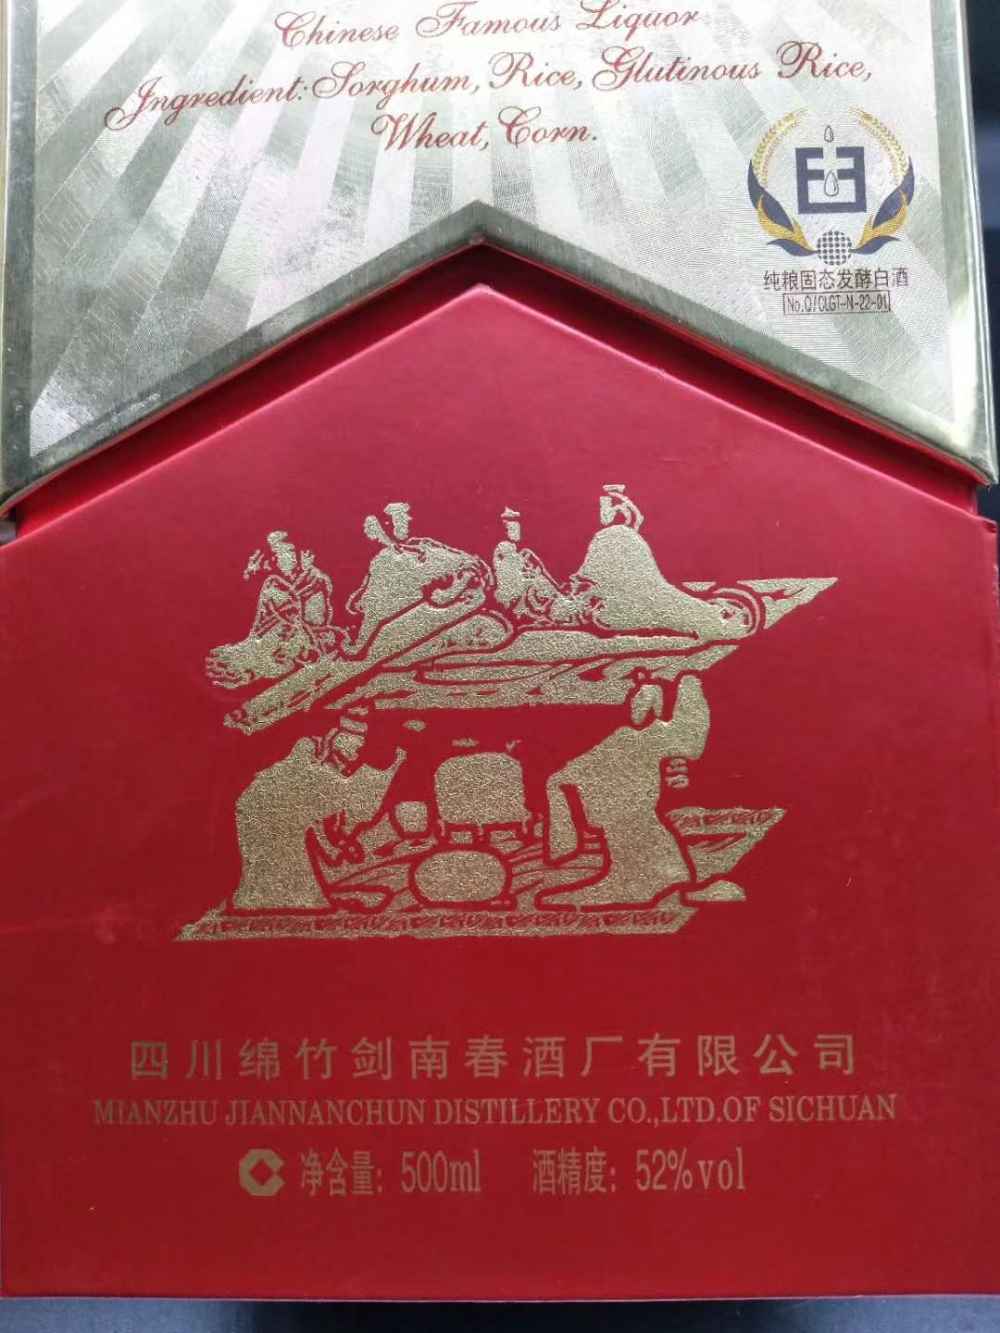 Chinese Famous Liquor
Ingredient: Sorghum, Rice, Glutinous Rice,
Wheat, Corn.
纯粮固态发酵白酒
No.Q/CLGT-N-22-01
四川绵竹剑南春酒厂有限公司
MIANZHU JIANNANCHUN DISTILLERY CO.,LTD.OF SICHUAN
净含量: 500ml 酒精度: 52%vol